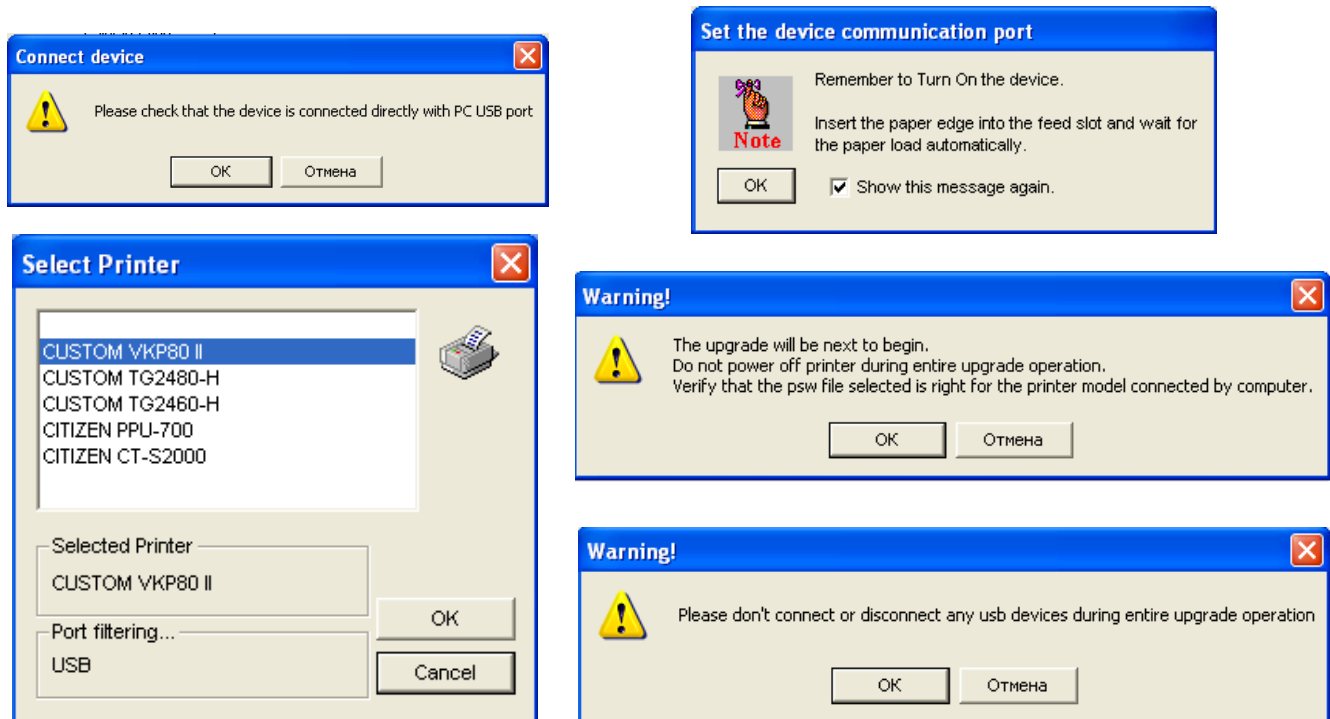 Connect device
Please check that the device is connected directly with PC USB port
OK
Отмена
Set the device communication port
Remember to Turn On the device.
Insert the paper edge into the feed slot and wait for
the paper load automatically.
Note
OK
Show this message again.
Select Printer
CUSTOM VKP80 II
CUSTOM TG2480-H
CUSTOM TG2460-H
CITIZEN PPU-700
CITIZEN CT-S2000
Selected Printer
CUSTOM VKP80 II
Port filtering...
USB
OK
Cancel
Warning!
The upgrade will be next to begin.
Do not power off printer during entire upgrade operation.
Verify that the psw file selected is right for the printer model connected by computer.
OK
Отмена
Warning!
Please don't connect or disconnect any usb devices during entire upgrade operation
OK
Отмена